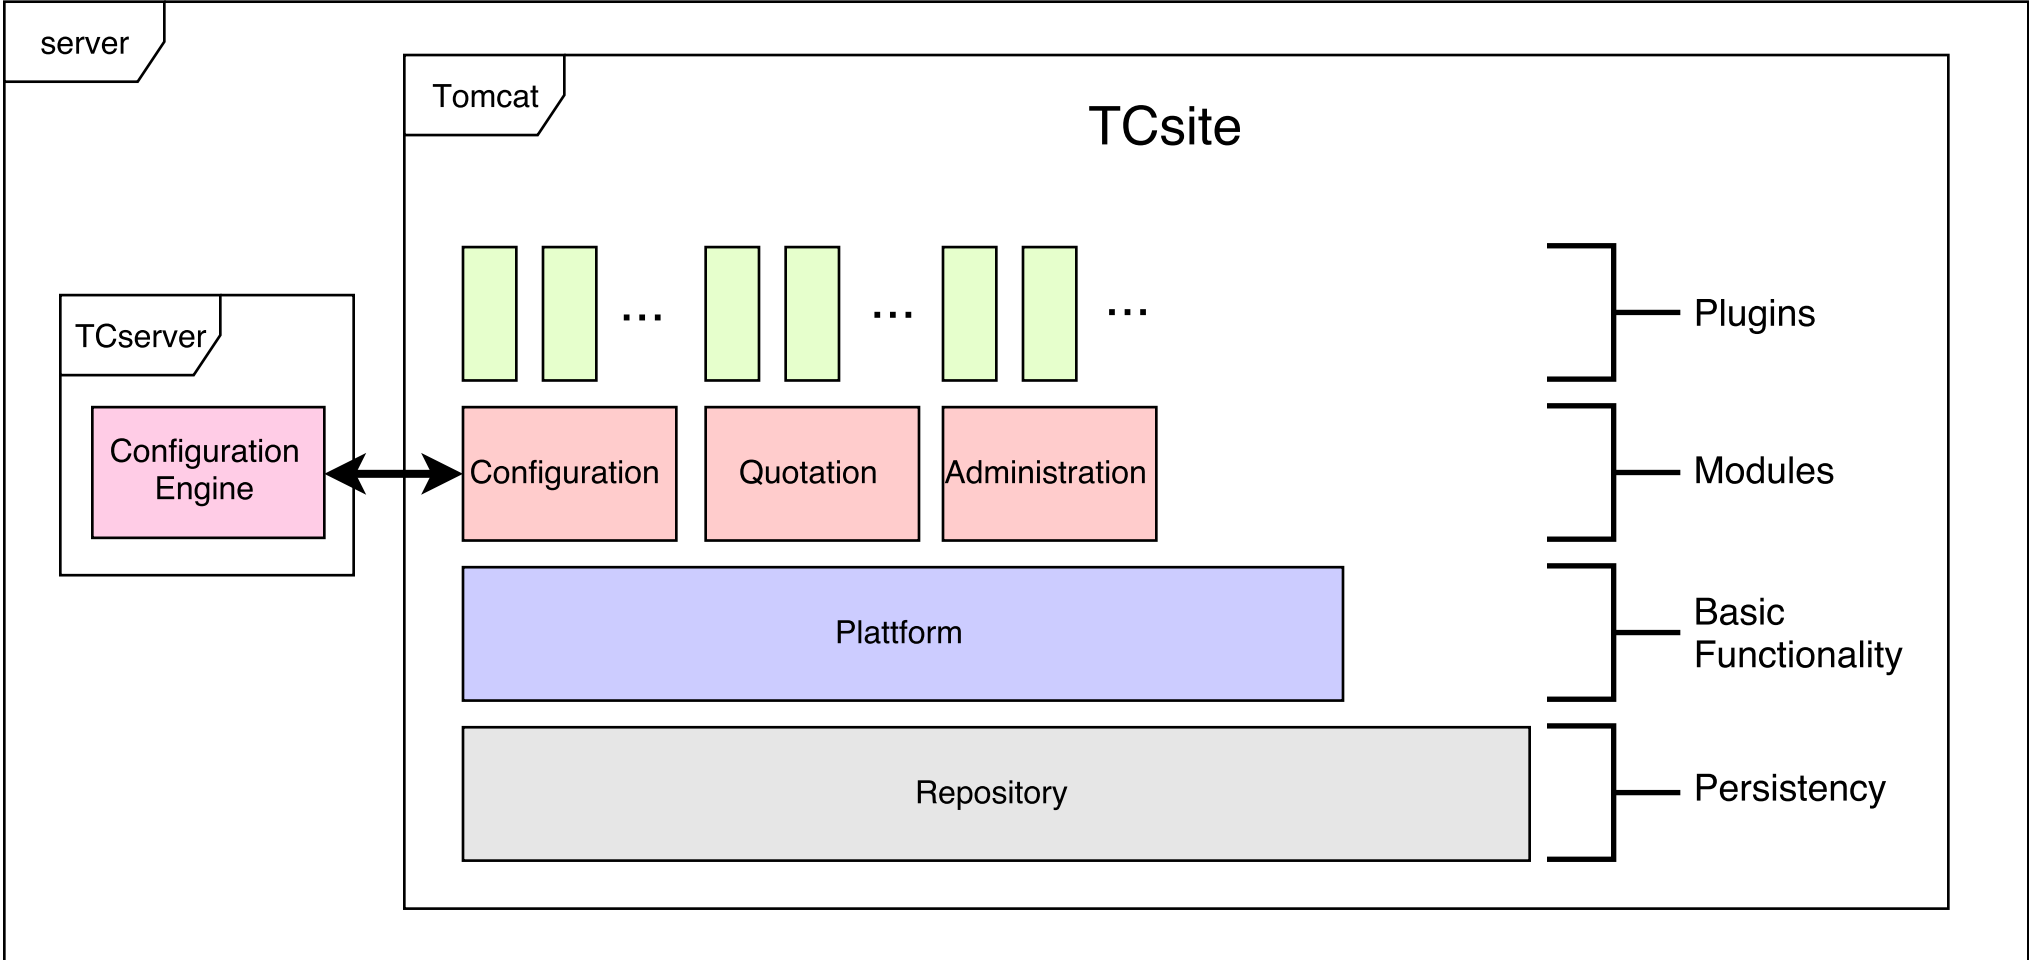 server
Tomcat
TCsite
... ... ...
Plugins
TCserver
Configuration
Engine
Configuration
Quotation
Administration
Modules
Plattform
Basic
Functionality
Repository
Persistency